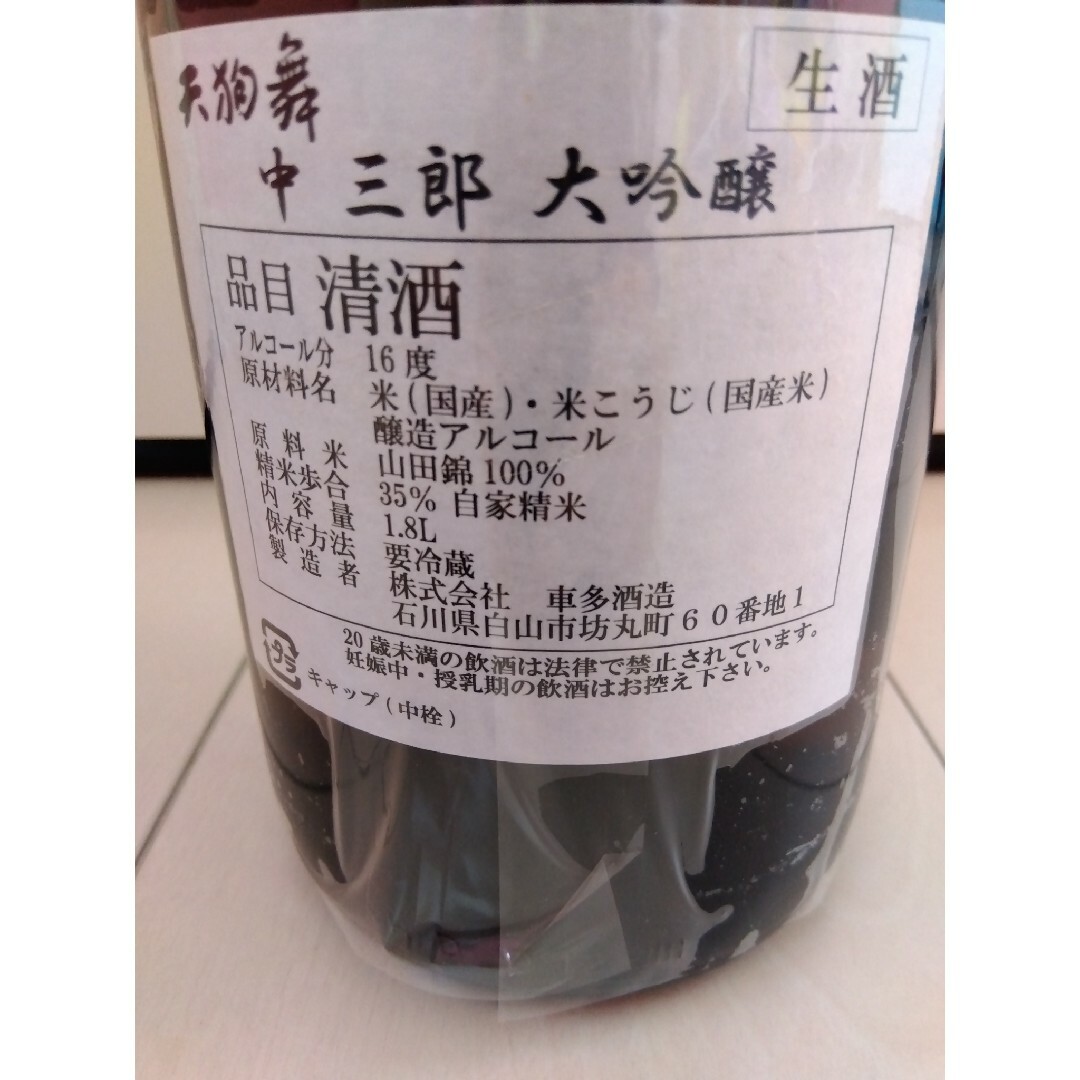 天狗舞
生酒
中三郎 大吟醸
品目 清酒
アルコール分 16度
原材料名 米(国産)・米こうじ(国産米)
醸造アルコール
原料米 山田錦100%
精米歩合 35% 自家精米
内容量 1.8L
保存方法 要冷蔵
製造者 株式会社 車多酒造
石川県白山市坊丸町60番地1
20歳未満の飲酒は法律で禁止されています。
妊娠中・授乳期の飲酒はお控え下さい。
プラ
キャップ(中栓)